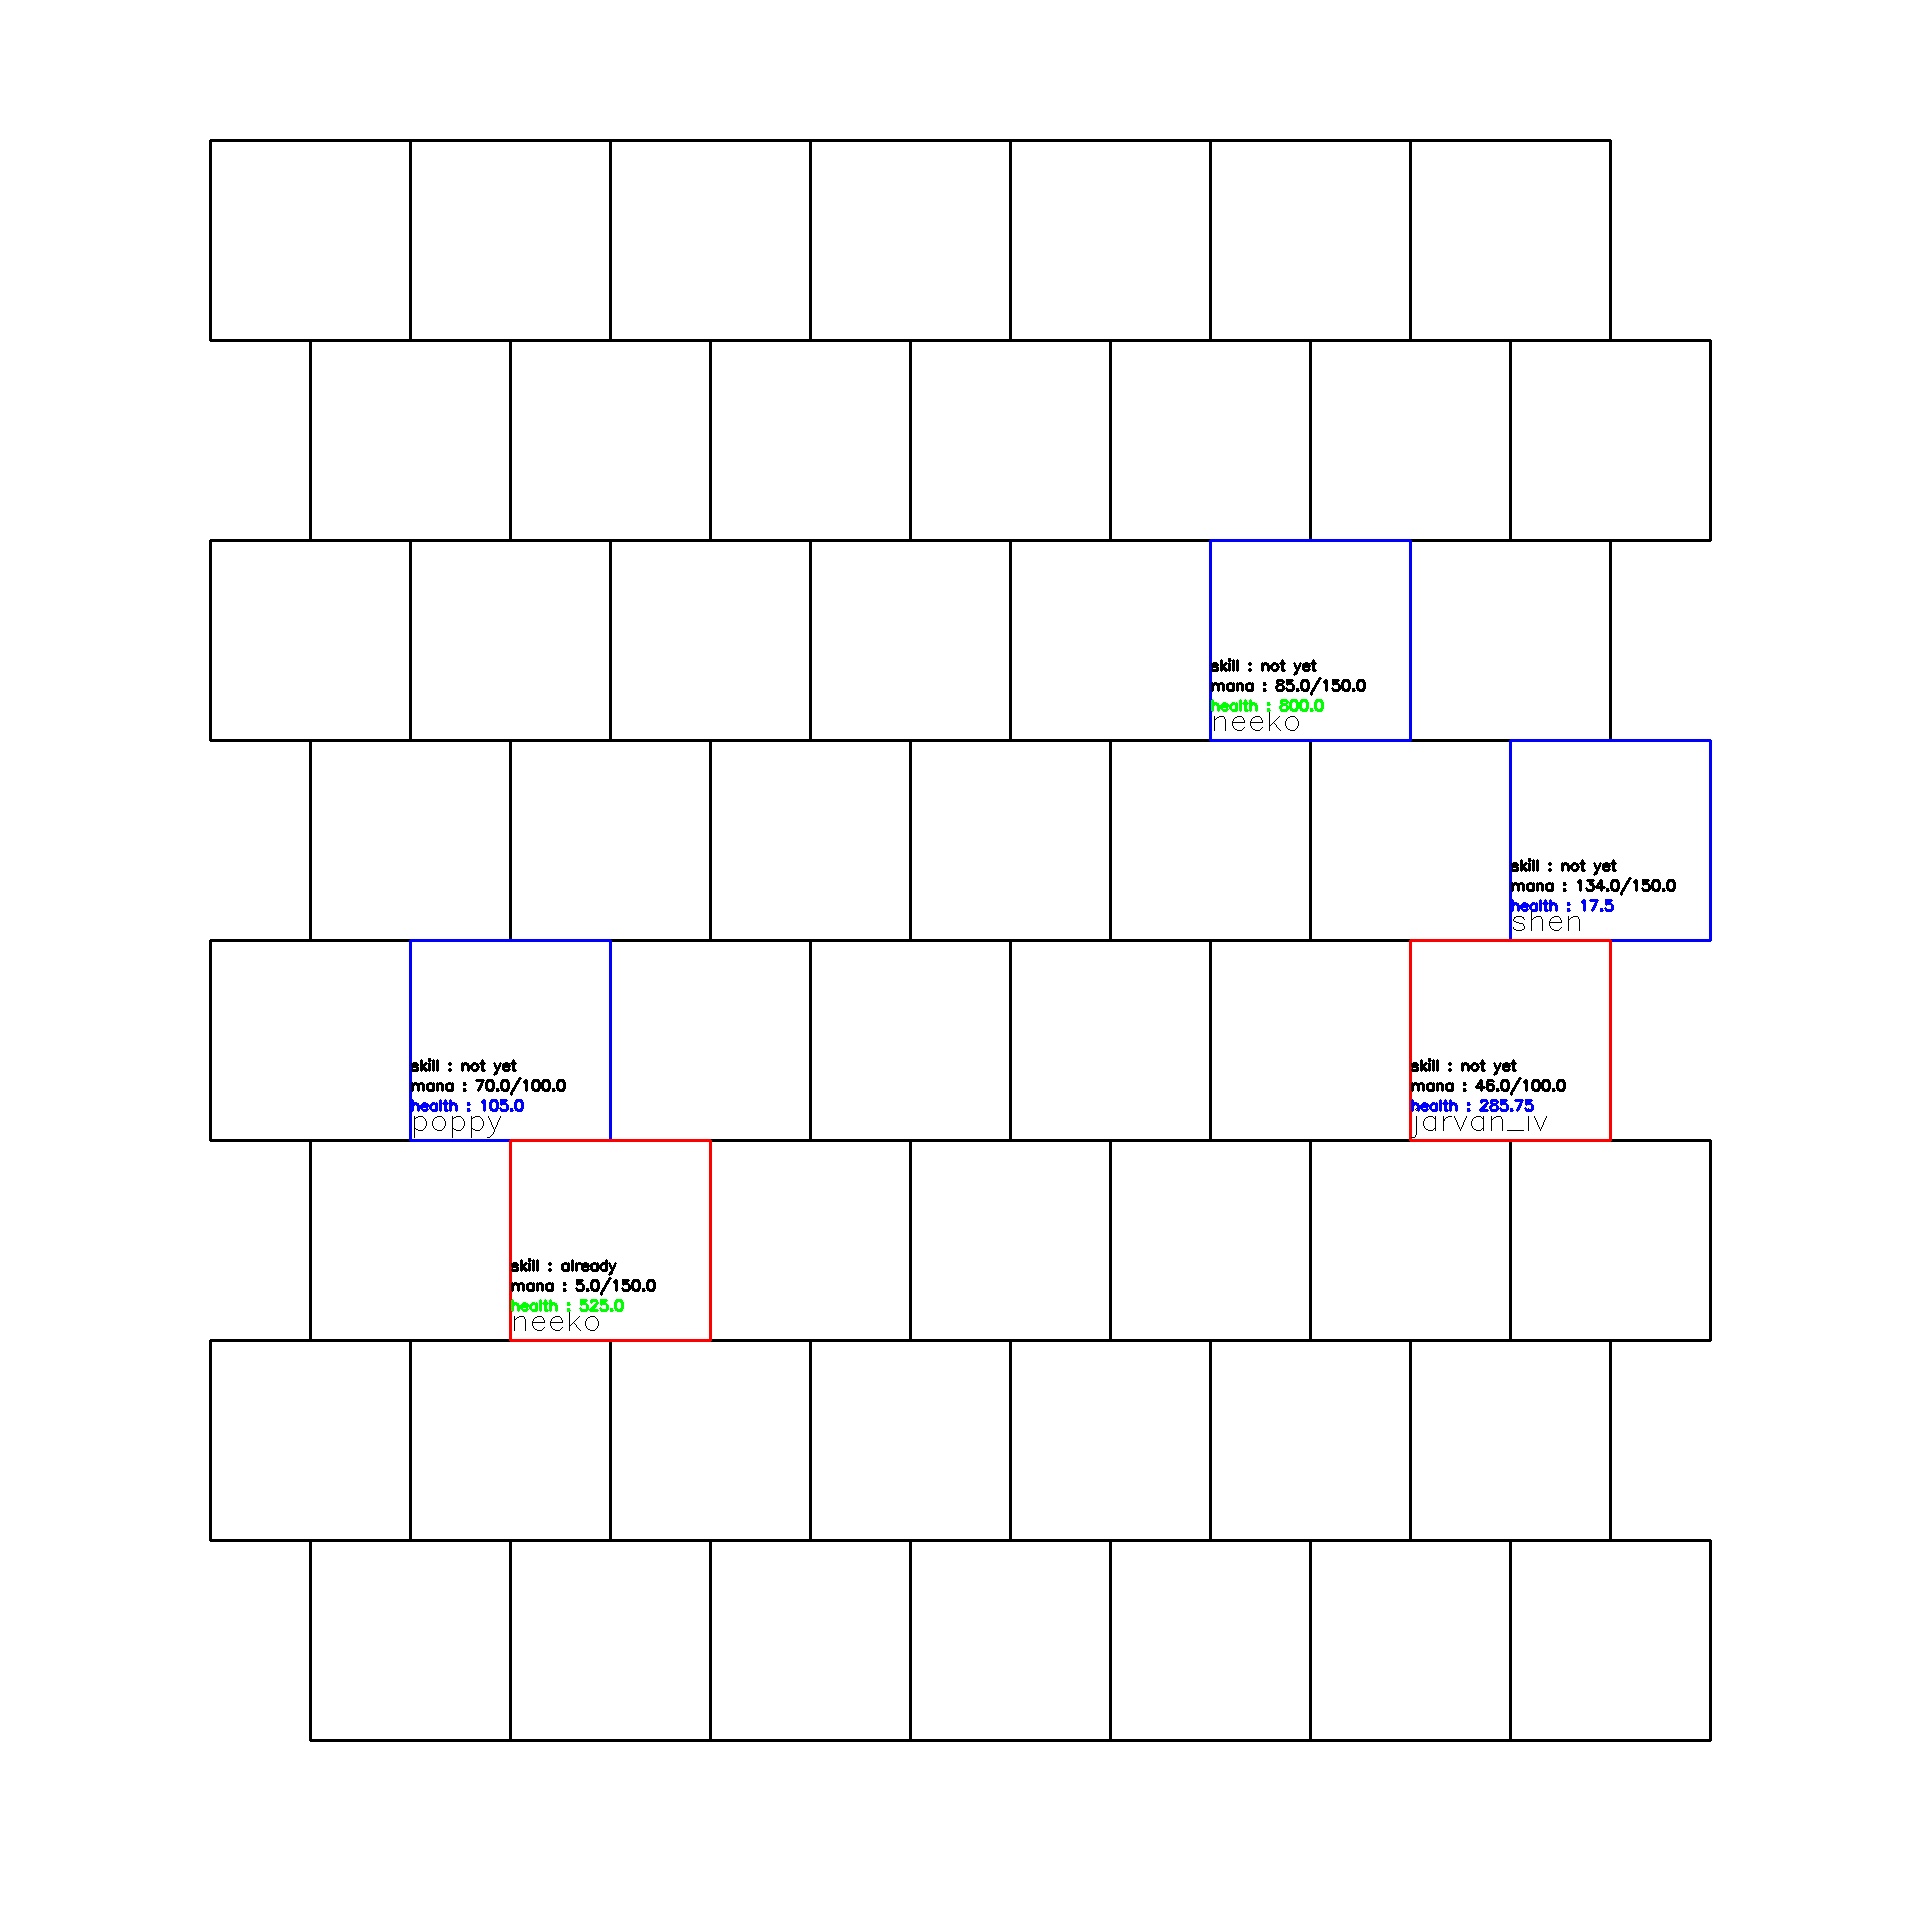 skill : not yet
mana : 85.0/150.0
health : 800.0
neeko
skill : not yet
mana : 134.0/150.0
health : 17.5
shen
skill : not yet
mana : 70.0/100.0
health : 105.0
poppy
skill : not yet
mana : 46.0/100.0
health : 285.75
jarvan_iv
skill : already
mana : 5.0/150.0
health : 525.0
neeko